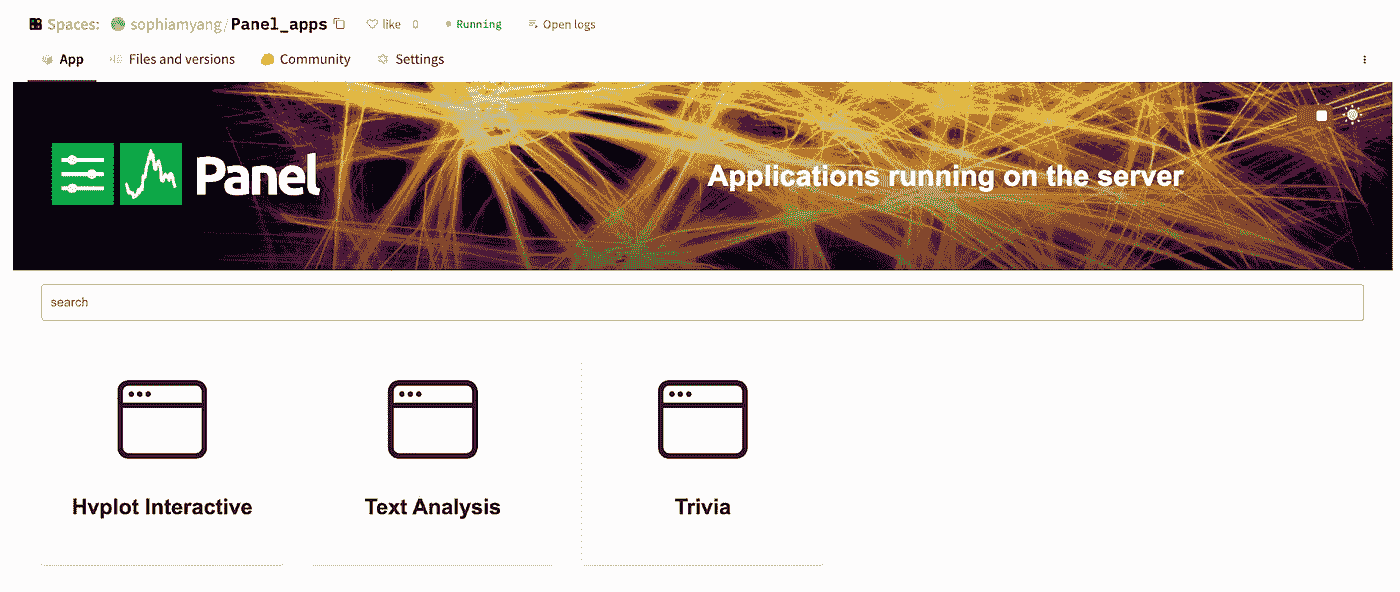 Spaces: sophiamyang/Panel_apps like 0 Running Open logs
App Files and versions Community Settings
Panel
Applications running on the server
search
Hvplot Interactive Text Analysis Trivia